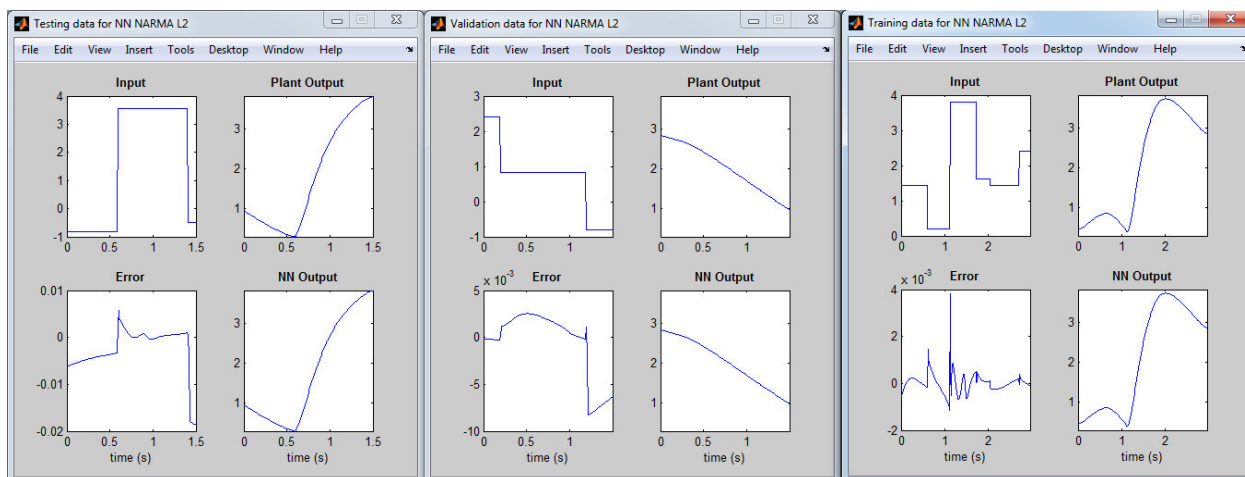 Testing data for NN NARMA L2
File Edit View Insert Tools Desktop Window Help
Input
Plant Output
4
3
2
1
0
-1
0 0.5 1 1.5
3
2
1
0 0.5 1 1.5
Error
NN Output
0.01
0
-0.01
-0.02
0 0.5 1 1.5
time (s)
3
2
1
0 0.5 1 1.5
time (s)
Validation data for NN NARMA L2
File Edit View Insert Tools Desktop Window Help
Input
Plant Output
3
2
1
0
-1
0 0.5 1
3
2
1
0 0.5 1
Error
NN Output
x 10-3
5
0
-5
-10
0 0.5 1
time (s)
3
2
1
0 0.5 1
time (s)
Training data for NN NARMA L2
File Edit View Insert Tools Desktop Window Help
Input
Plant Output
4
3
2
1
0
0 1 2
3
2
1
0 1 2
Error
NN Output
x 10-3
4
2
0
-2
0 1 2
time (s)
3
2
1
0 1 2
time (s)